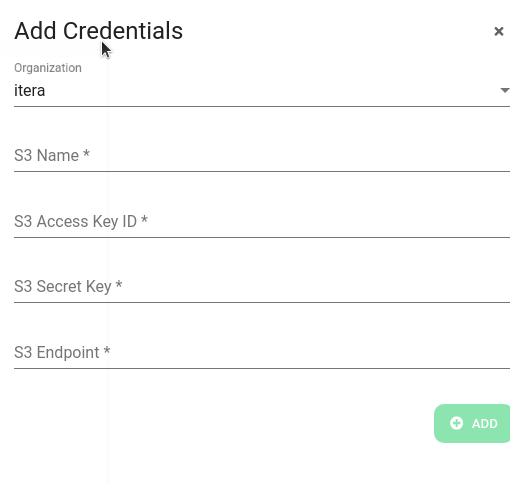 Add Credentials
Organization
itera
S3 Name *
S3 Access Key ID *
S3 Secret Key *
S3 Endpoint *
ADD